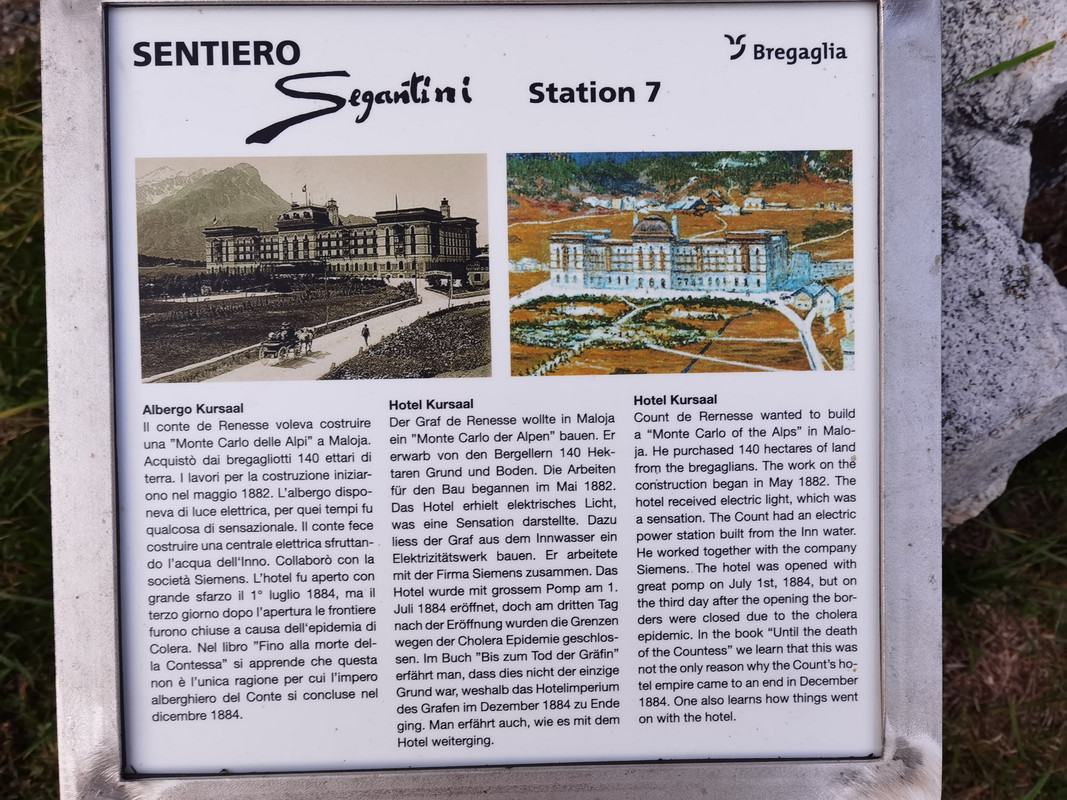 SENTIERO
Segantini
Station 7
Bregaglia
Albergo Kursaal
Il conte de Renesse voleva costruire
una "Monte Carlo delle Alpi" a Maloja.
Acquistò dai bregagliotti 140 ettari di
terra. I lavori per la costruzione iniziar-
ono nel maggio 1882. L'albergo dispo-
neva di luce elettrica, per quei tempi fu
qualcosa di sensazionale. Il conte fece
costruire una centrale elettrica sfruttan-
do l'acqua dell'Inno. Collaborò con la
società Siemens. L'hotel fu aperto con
grande sfarzo il 1° luglio 1884, ma il
terzo giorno dopo l'apertura le frontiere
furono chiuse a causa dell'epidemia di
Colera. Nel libro "Fino alla morte del-
la Contessa" si apprende che questa
non è l'unica ragione per cui l'impero
alberghiero del Conte si concluse nel
dicembre 1884.
Hotel Kursaal
Der Graf de Renesse wollte in Maloja
ein "Monte Carlo der Alpen" bauen. Er
erwarb von den Bergellern 140 Hek-
taren Grund und Boden. Die Arbeiten
für den Bau begannen im Mai 1882.
Das Hotel erhielt elektrisches Licht,
was eine Sensation darstellte. Dazu
liess der Graf aus dem Innwasser ein
Elektrizitätswerk bauen. Er arbeitete
mit der Firma Siemens zusammen. Das
Hotel wurde mit grossem Pomp am 1.
Juli 1884 eröffnet, doch am dritten Tag
nach der Eröffnung wurden die Grenzen
wegen der Cholera Epidemie geschlos-
sen. Im Buch "Bis zum Tod der Gräfin"
erfährt man, dass dies nicht der einzige
Grund war, weshalb das Hotelimperium
des Grafen im Dezember 1884 zu Ende
ging. Man erfährt auch, wie es mit dem
Hotel weiterging.
Hotel Kursaal
Count de Rernesse wanted to build
a “Monte Carlo of the Alps” in Malo-
ja. He purchased 140 hectares of land
from the bregaglians. The work on the
construction began in May 1882. The
hotel received electric light, which was
a sensation. The Count had an electric
power station built from the Inn water.
He worked together with the company
Siemens. The hotel was opened with
great pomp on July 1st, 1884, but on
the third day after the opening the bor-
ders were closed due to the cholera
epidemic. In the book “Until the death
of the Countess” we learn that this was
not the only reason why the Count's ho-
tel empire came to an end in December
1884. One also learns how things went
on with the hotel.